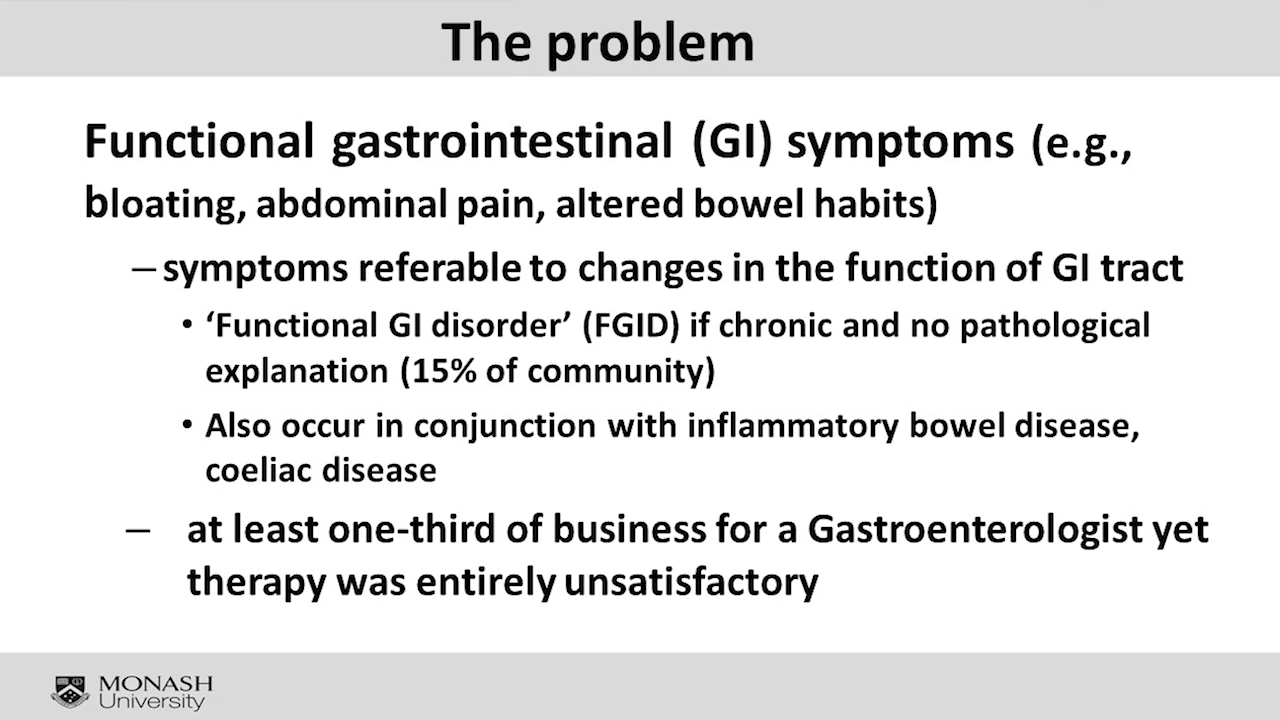 The problem
Functional gastrointestinal (GI) symptoms (e.g.,
bloating, abdominal pain, altered bowel habits)
– symptoms referable to changes in the function of GI tract
• ‘Functional GI disorder’ (FGID) if chronic and no pathological
explanation (15% of community)
• Also occur in conjunction with inflammatory bowel disease,
coeliac disease
– at least one-third of business for a Gastroenterologist yet
therapy was entirely unsatisfactory
MONASH
University